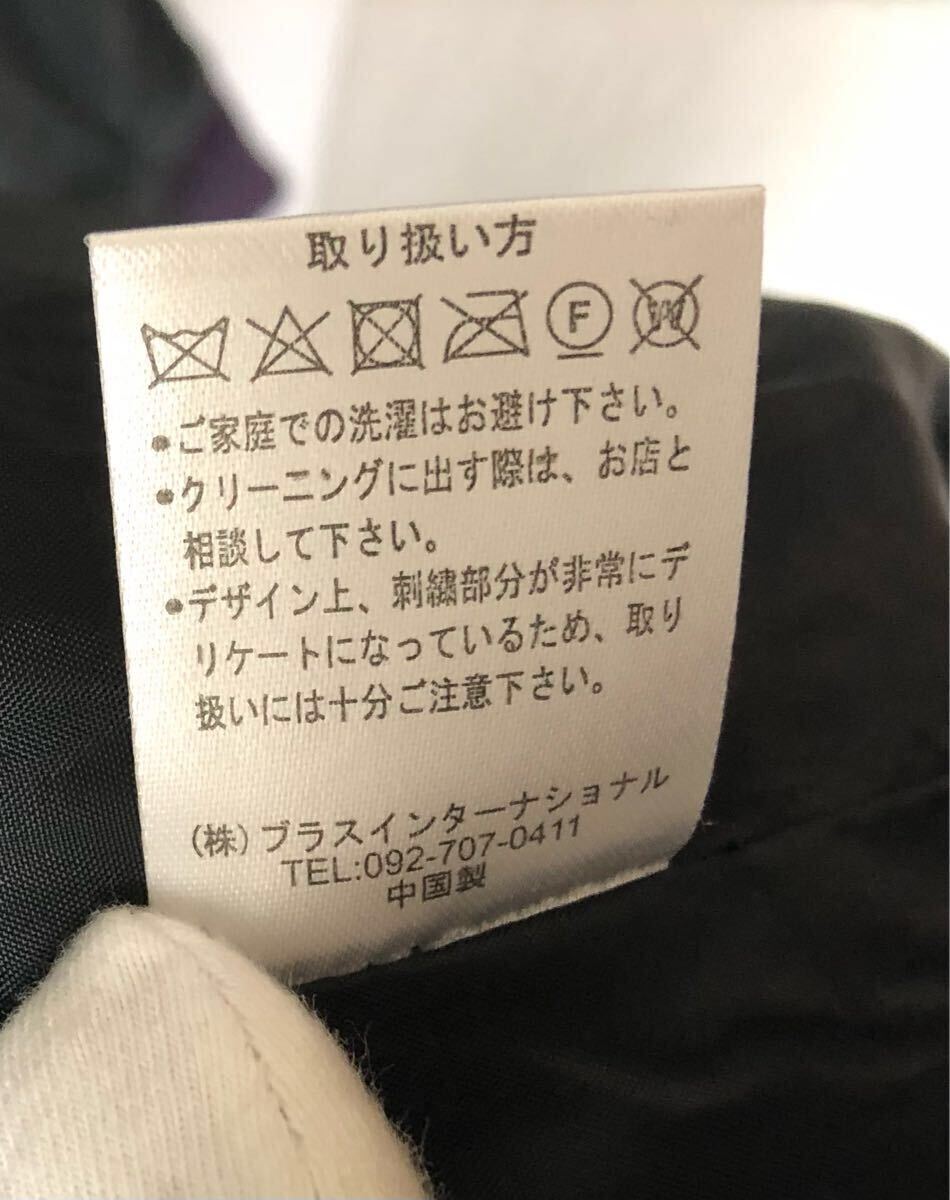 取り扱い方
F
●ご家庭での洗濯はお避け下さい。
●クリーニングに出す際は、お店と
相談して下さい。
●デザイン上、刺繡部分が非常にデ
リケートになっているため、取り
扱いには十分ご注意下さい。
(株)ブラスインターナショナル
TEL:092-707-0411
中国製